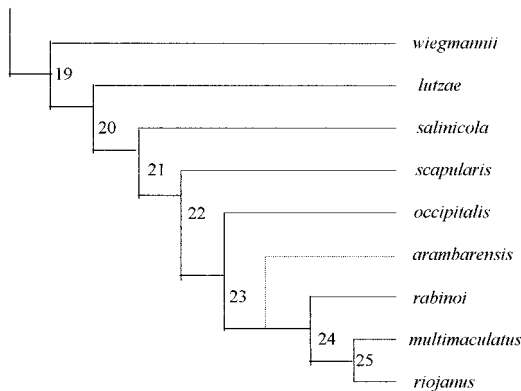 wiegmannii
19
lutzae
20
salinicola
21
scapularis
22
occipitalis
arambarensis
23
rabinoi
24
multimaculatus
25
riojanus